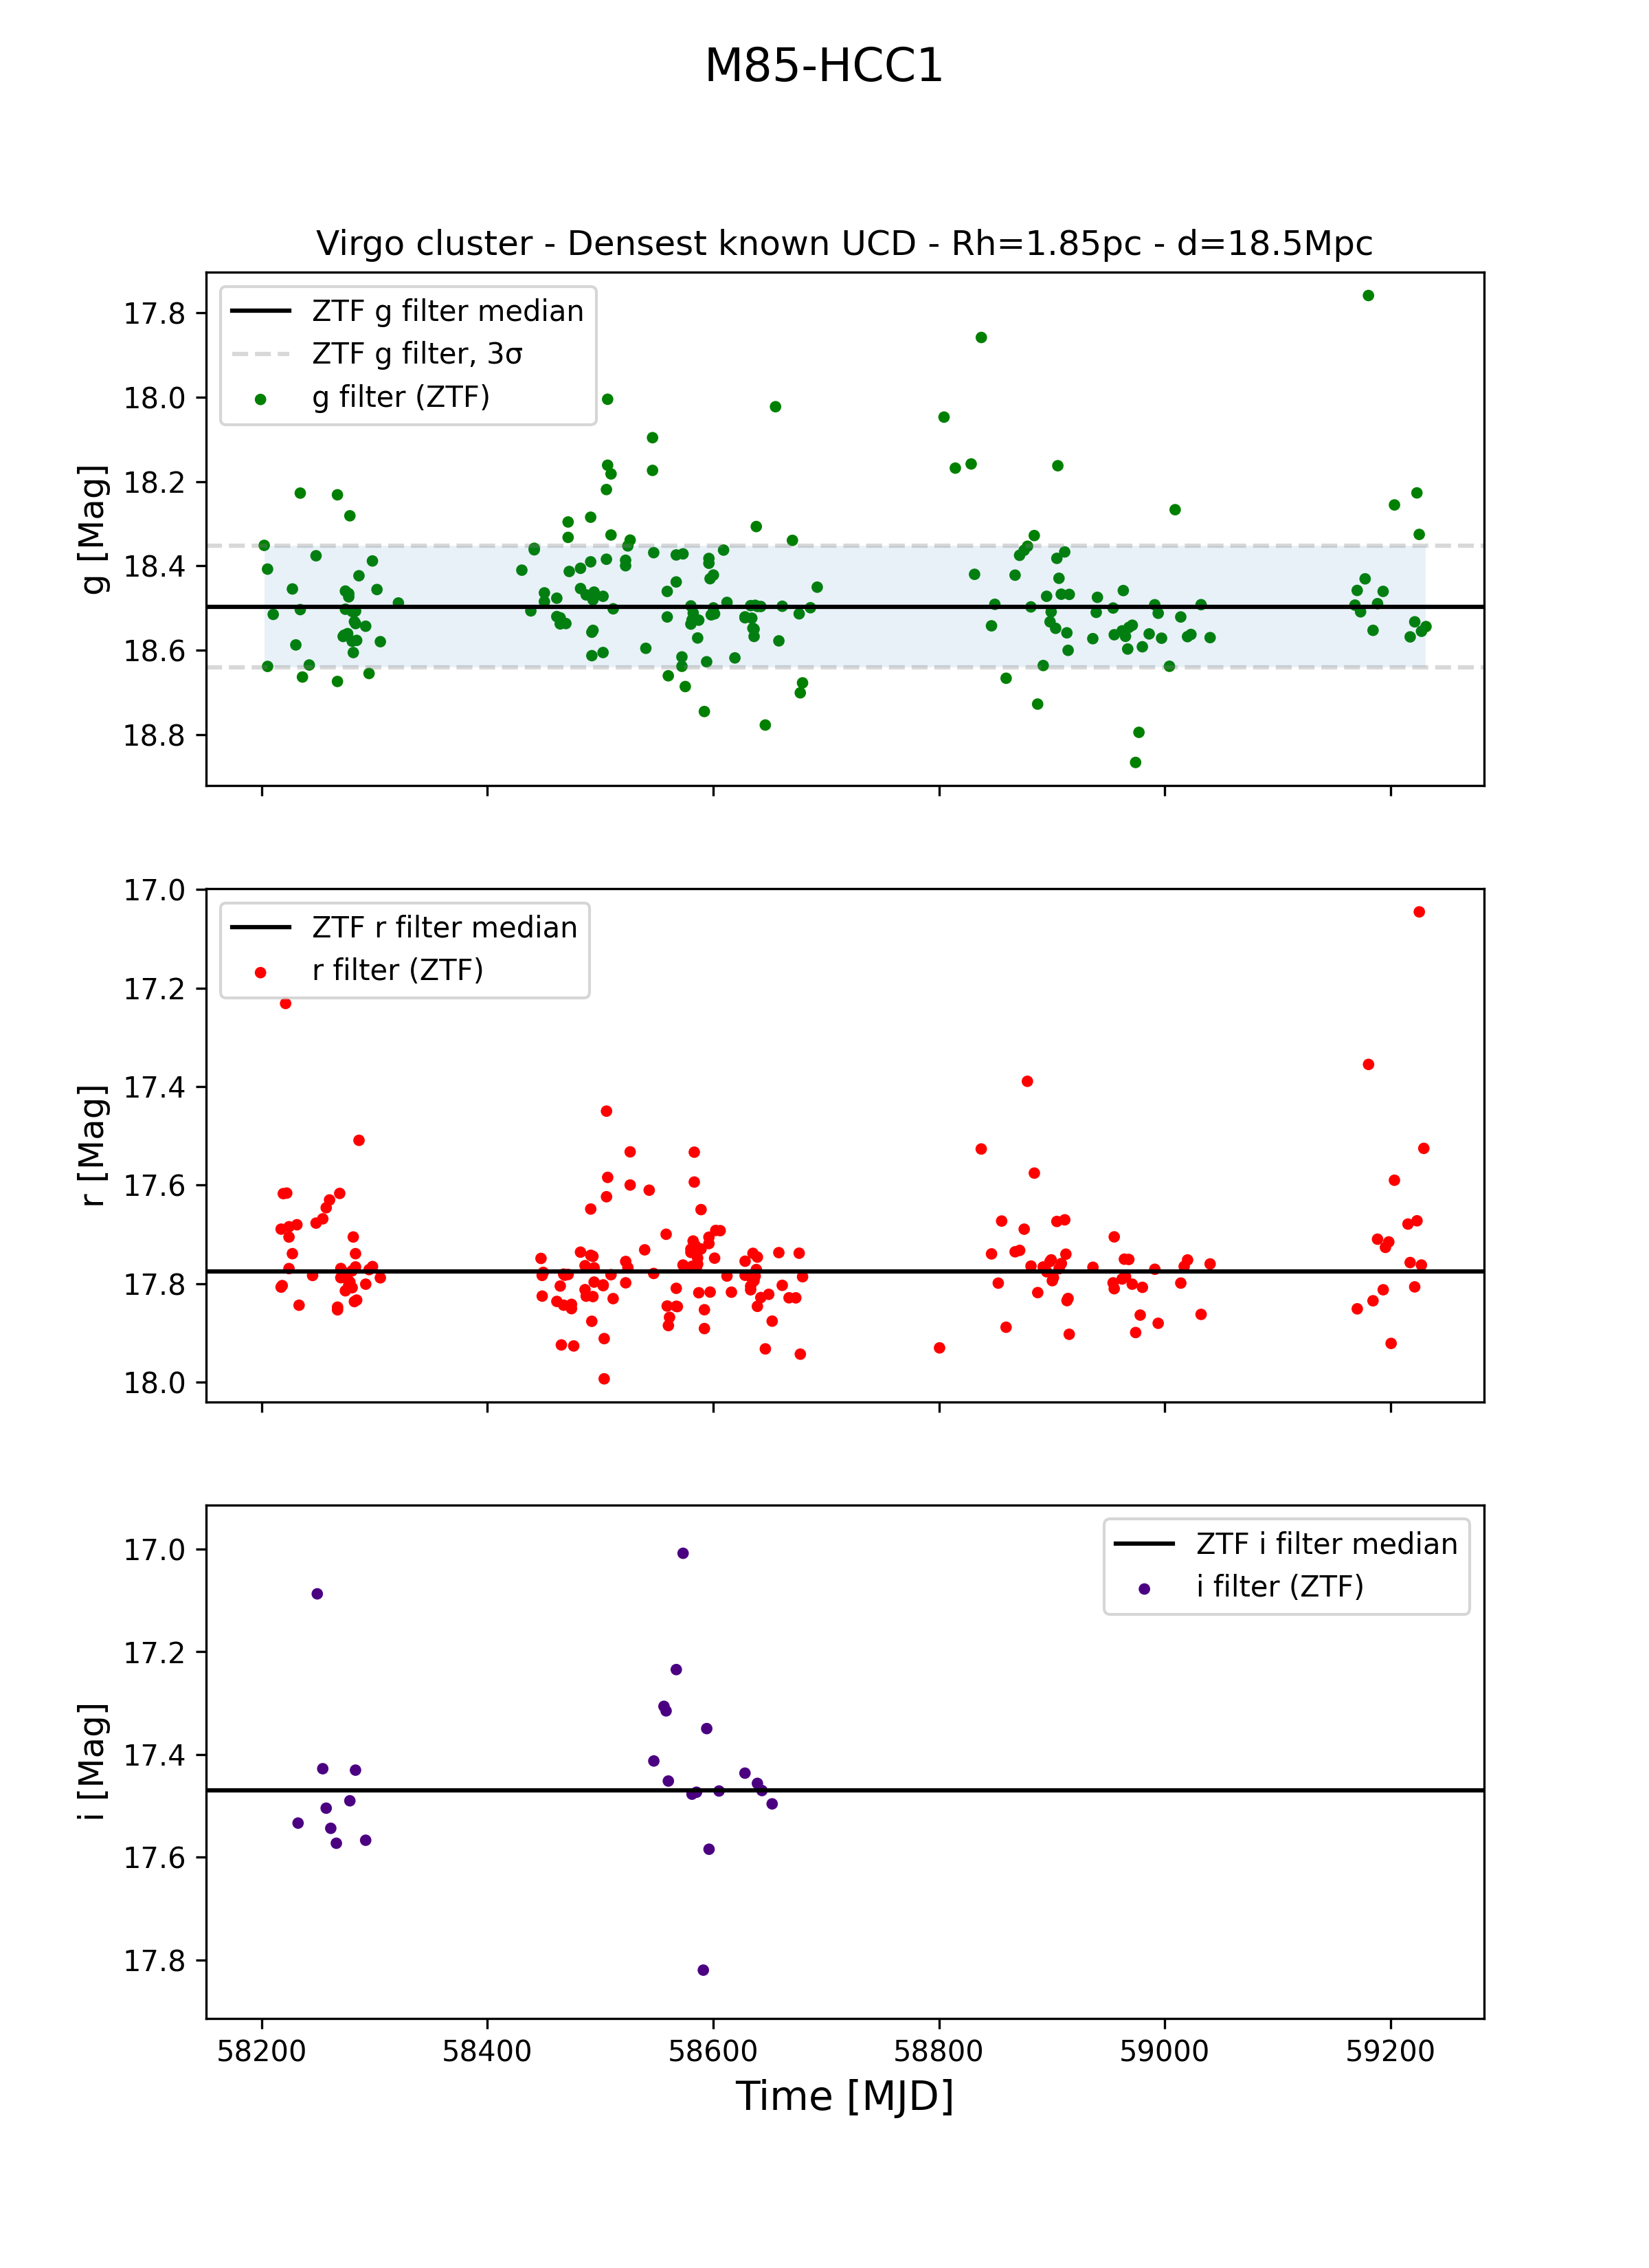 M85-HCC1
Virgo cluster - Densest known UCD - Rh=1.85pc - d=18.5Mpc
ZTF g filter median
ZTF g filter, 3σ
g filter (ZTF)
g [Mag]
17.8
18.0
18.2
18.4
18.6
18.8
ZTF r filter median
r filter (ZTF)
r [Mag]
17.0
17.2
17.4
17.6
17.8
18.0
ZTF i filter median
i filter (ZTF)
i [Mag]
17.0
17.2
17.4
17.6
17.8
58200 58400 58600 58800 59000 59200
Time [MJD]